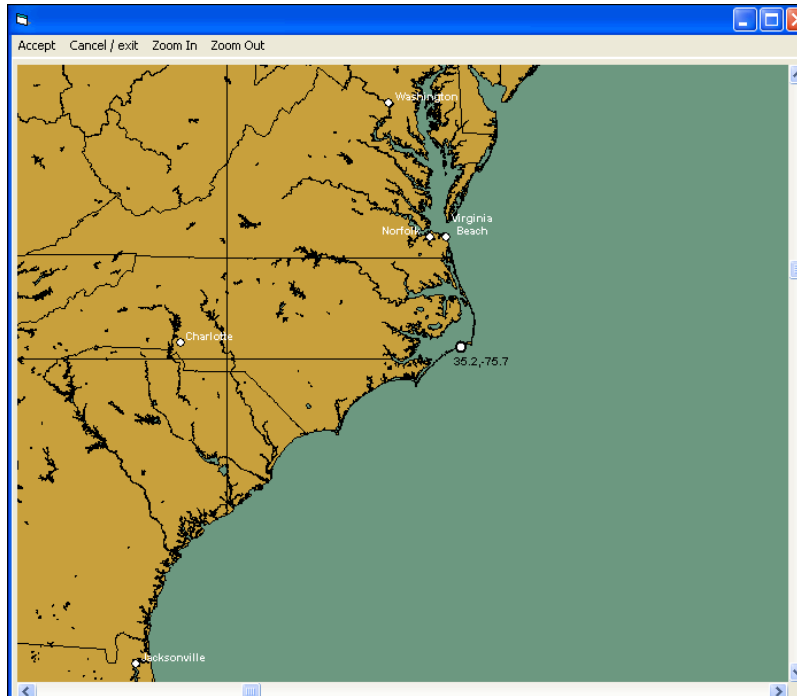 Accept Cancel / exit Zoom In Zoom Out
Washington
Virginia
Norfolk Beach
Charlotte
35.2,-75.7
Jacksonville